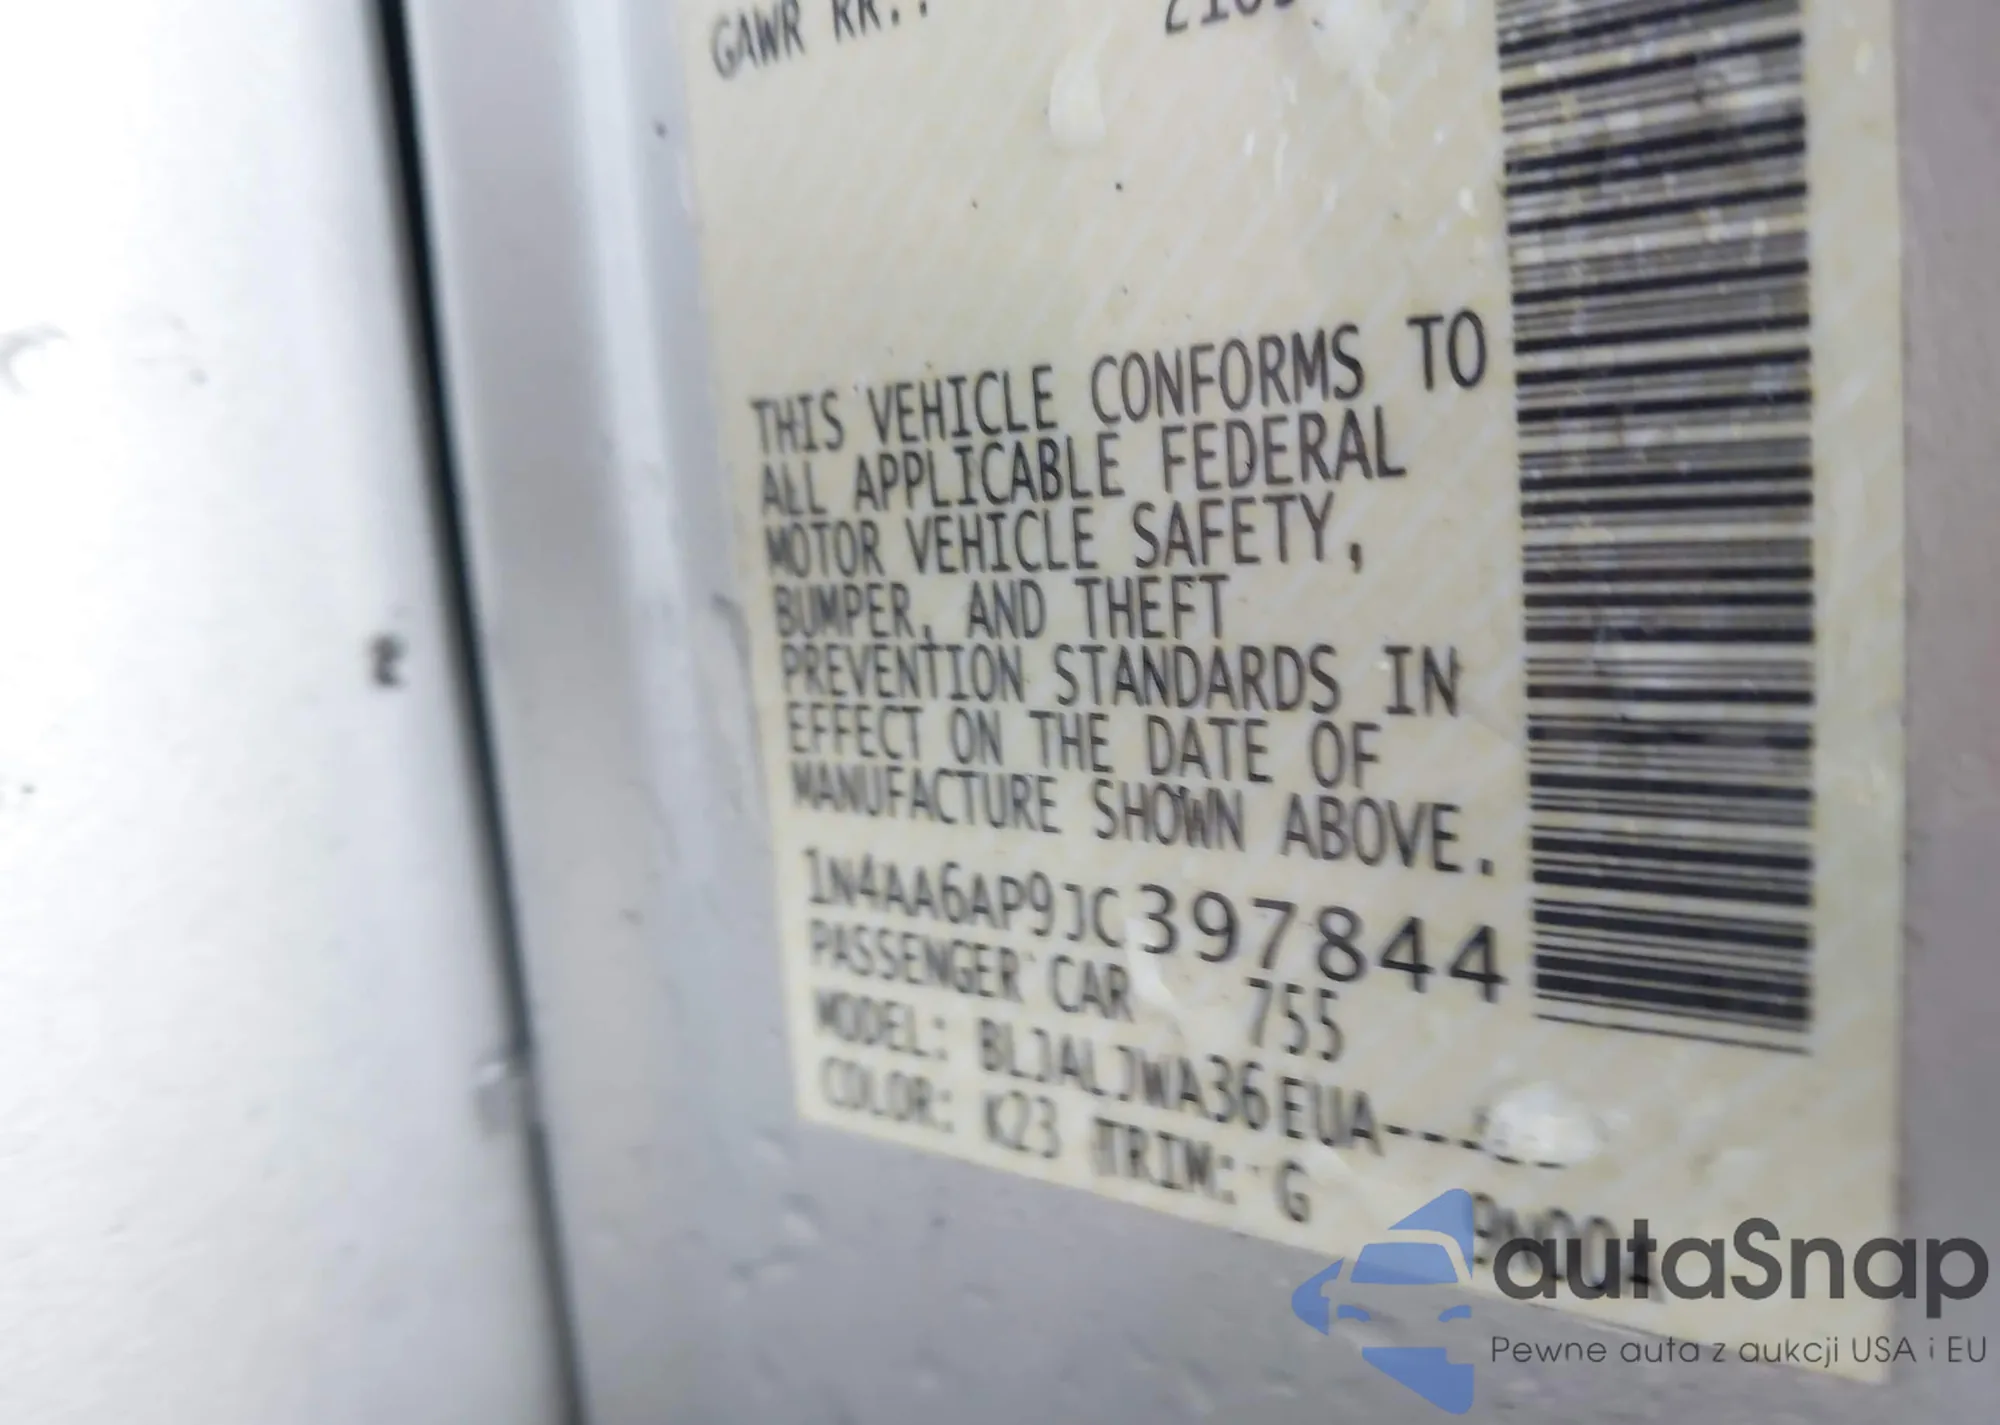 GAWR RR.:
THIS VEHICLE CONFORMS TO
ALL APPLICABLE FEDERAL
MOTOR VEHICLE SAFETY,
BUMPER, AND THEFT
PREVENTION STANDARDS IN
EFFECT ON THE DATE OF
MANUFACTURE SHOWN ABOVE.
1N4AA6AP9JC397844
PASSENGER CAR 755
MODEL: BLJALJWA36EUA----
COLOR: K23 TRIM: G
autaSnap
Pewne auta z aukcji USA i EU